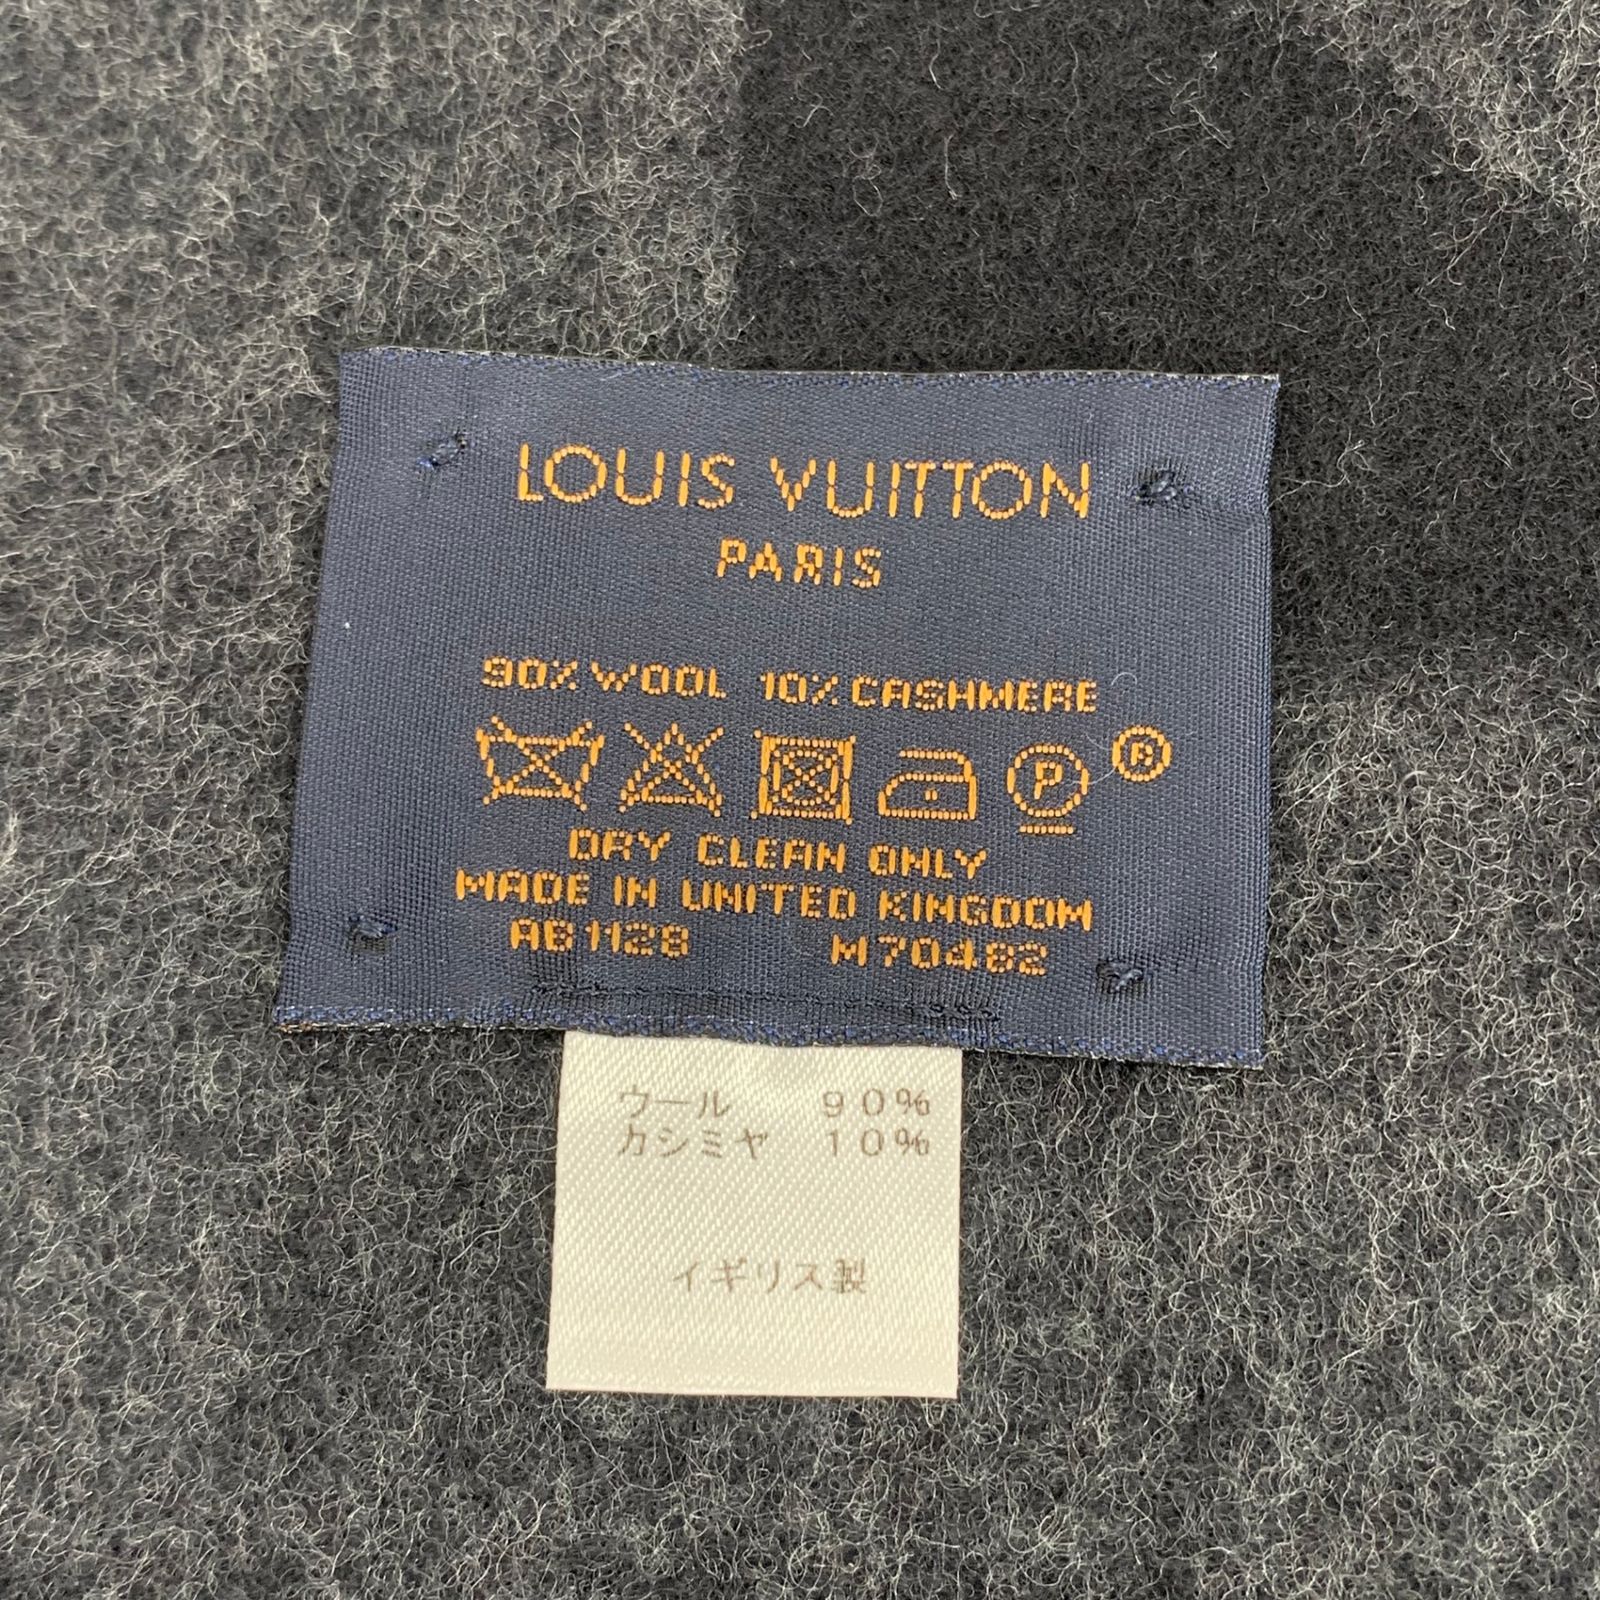 LOUIS VUITTON
PARIS
90% WOOL 10% CASHMERE
P ®
DRY CLEAN ONLY
MADE IN UNITED KINGDOM
AB1128 M70482
ウール 90%
カシミヤ 10%
イギリス製